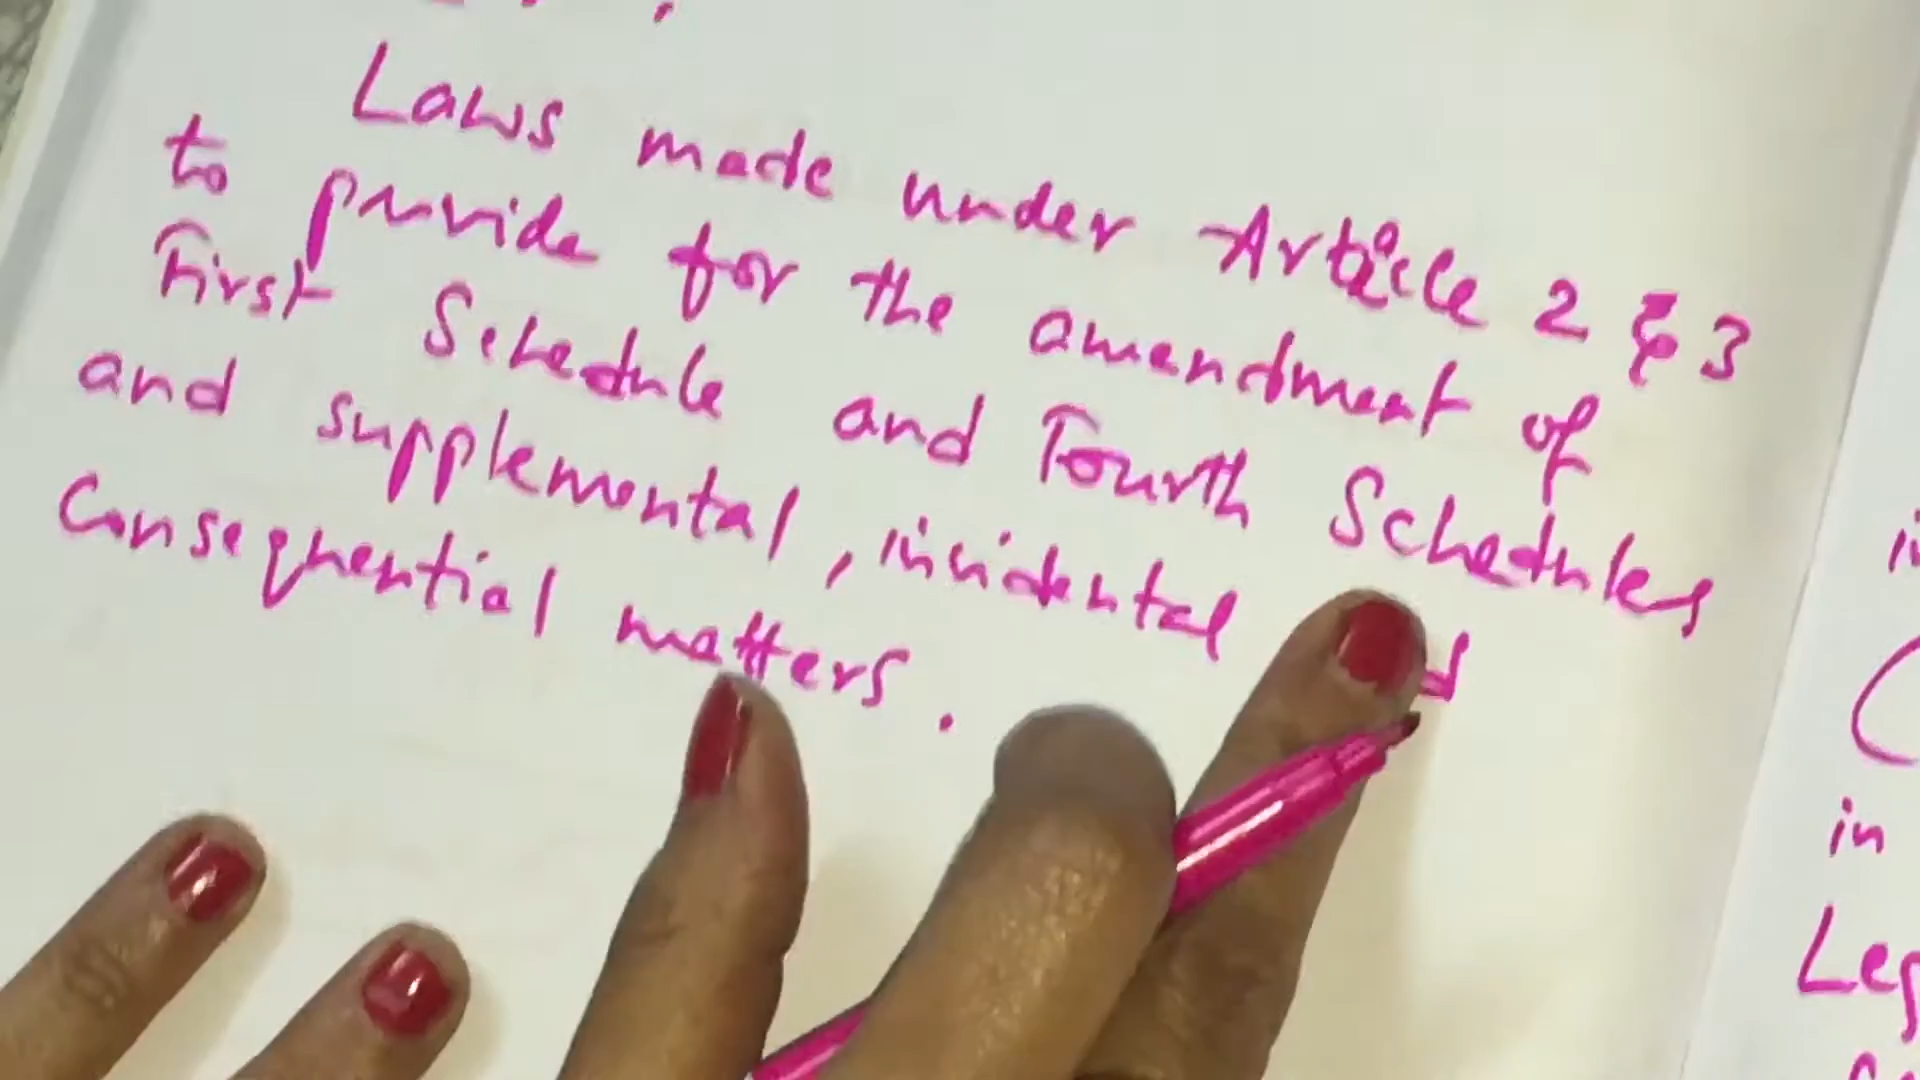 Laws made under Article 2 & 3
to provide for the amendment of
First Schedule and Fourth Schedules
and supplemental, incidental
Consequential matters.
in